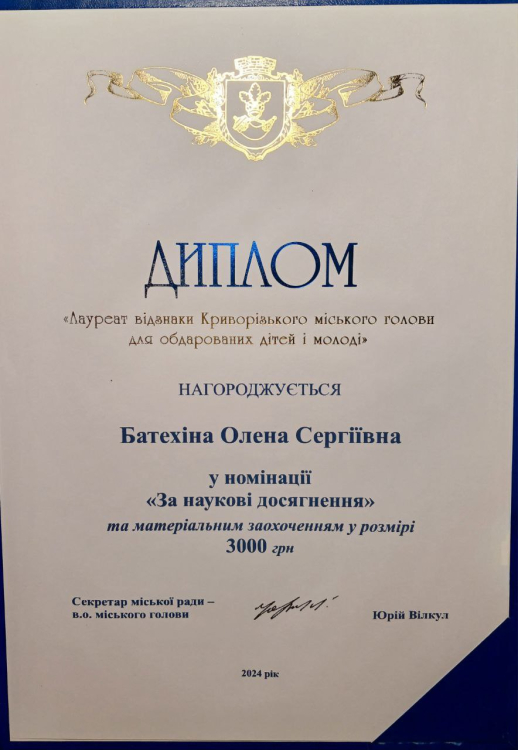 ДИПЛОМ
«Лауреат відзнаки Криворізького міського голови
для обдарованих дітей і молоді»
НАГОРОДЖУЄТЬСЯ
Батехіна Олена Сергіївна
у номінації
«За наукові досягнення»
та матеріальним заохоченням у розмірі
3000 грн
Секретар міської ради –
в.о. міського голови
Юрій Вілкул
2024 рік